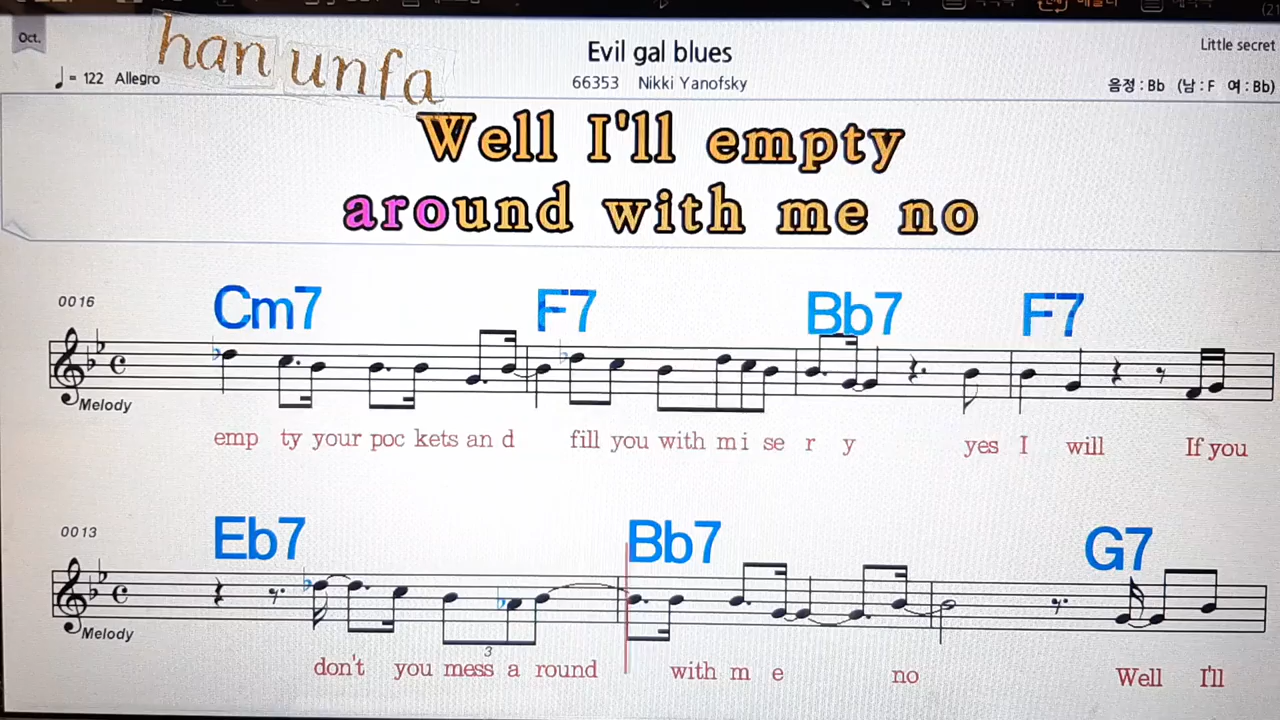 Oct.
han unfa
Evil gal blues
Little secret
♩= 122 Allegro
66353 Nikki Yanofsky
음정 : Bb (남 : F 여 : Bb)
Well I'll empty
around with me no
0016
Cm7 F7 Bb7 F7
Melody
emp ty your poc kets an d fill you with mi se r y yes I will If you
0013
Eb7 Bb7 G7
Melody
3
don't you mess a round with m e no Well I'll